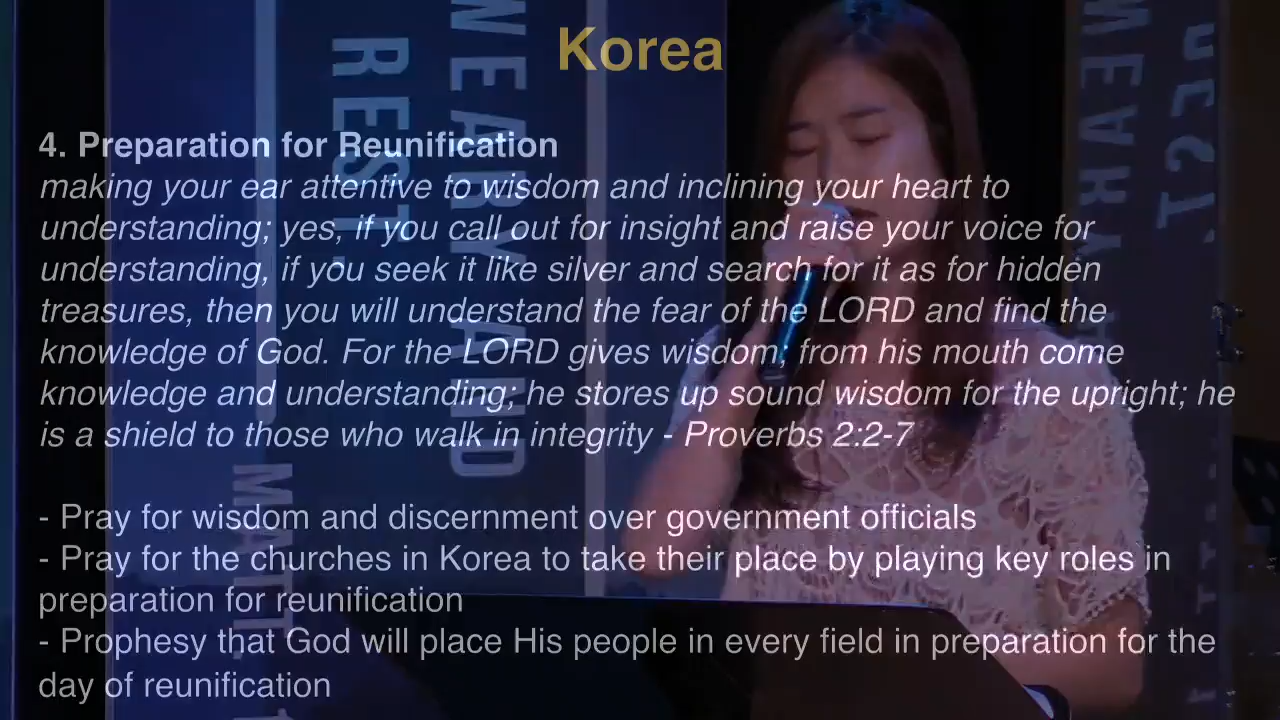 Korea
4. Preparation for Reunification
making your ear attentive to wisdom and inclining your heart to
understanding; yes, if you call out for insight and raise your voice for
understanding, if you seek it like silver and search for it as for hidden
treasures, then you will understand the fear of the LORD and find the
knowledge of God. For the LORD gives wisdom; from his mouth come
knowledge and understanding; he stores up sound wisdom for the upright; he
is a shield to those who walk in integrity - Proverbs 2:2-7
- Pray for wisdom and discernment over government officials
- Pray for the churches in Korea to take their place by playing key roles in
preparation for reunification
- Prophesy that God will place His people in every field in preparation for the
day of reunification
WEARY AND
REST.
MATT.
WEARY